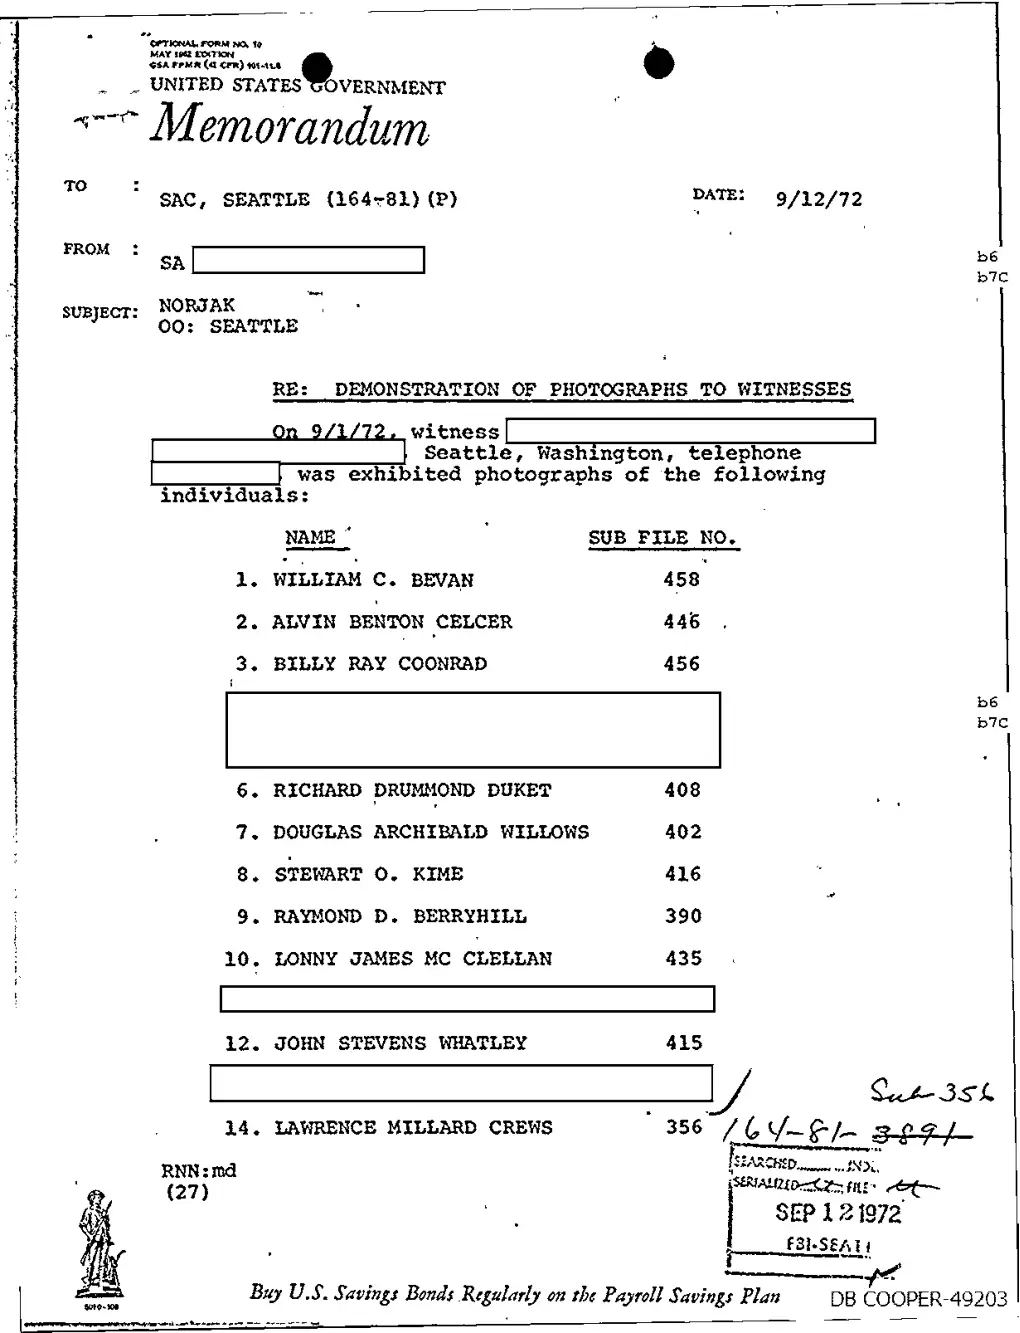 OPTIONAL FORM NO. 10
MAY 1962 EDITION
GSA FPMR (41 CFR) 101-11.6
UNITED STATES GOVERNMENT
Memorandum
TO : SAC, SEATTLE (164-81)(P) DATE: 9/12/72
FROM : SA
b6
b7C
SUBJECT: NORJAK
OO: SEATTLE
RE: DEMONSTRATION OF PHOTOGRAPHS TO WITNESSES
On 9/1/72, witness
, Seattle, Washington, telephone
, was exhibited photographs of the following
individuals:
NAME SUB FILE NO.
1. WILLIAM C. BEVAN 458
2. ALVIN BENTON CELCER 446
3. BILLY RAY COONRAD 456
b6
b7C
6. RICHARD DRUMMOND DUKET 408
7. DOUGLAS ARCHIBALD WILLOWS 402
8. STEWART O. KIME 416
9. RAYMOND D. BERRYHILL 390
10. LONNY JAMES MC CLELLAN 435
12. JOHN STEVENS WHATLEY 415
Sub 356
14. LAWRENCE MILLARD CREWS 356
164-81-3891
RNN:md
(27)
SEARCHED
SERIALIZED FILE
SEP 12 1972
FBI-SEATT
5010-108
Buy U.S. Savings Bonds Regularly on the Payroll Savings Plan
DB COOPER-49203